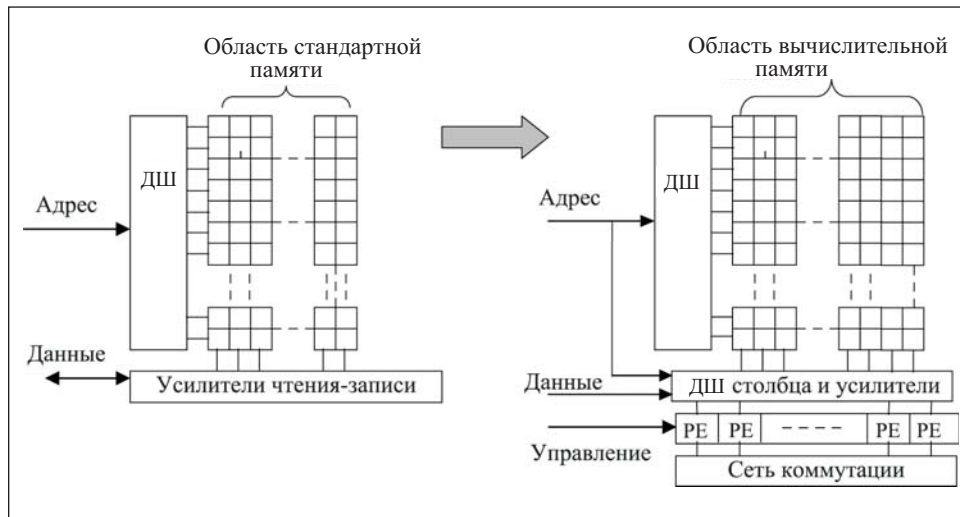 Область стандартной
памяти
ДШ
Адрес
Данные
Усилители чтения-записи
Область вычислительной
памяти
ДШ
Адрес
Данные
ДШ столбца и усилители
PE PE PE PE
Управление
Сеть коммутации